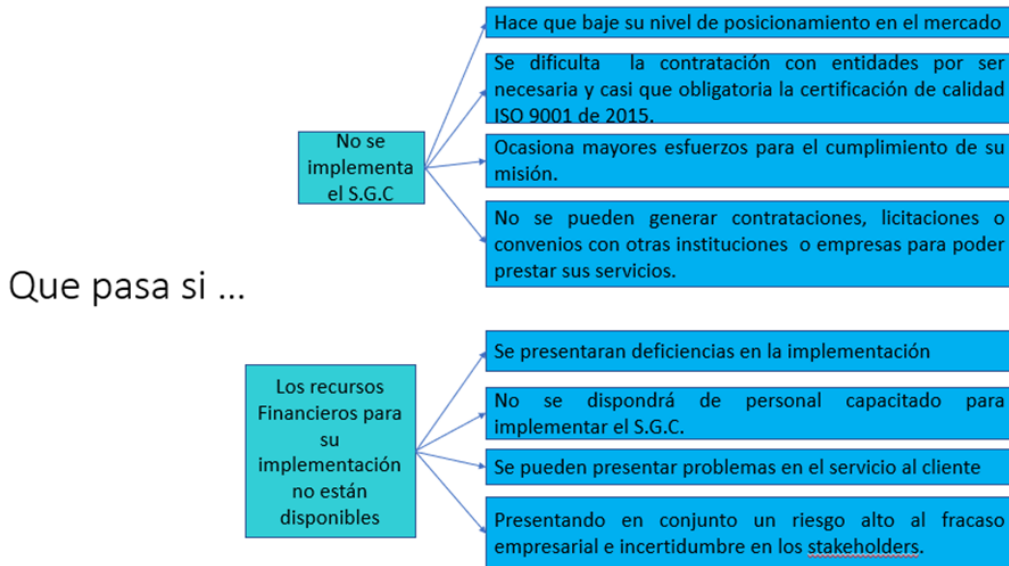 Hace que baje su nivel de posicionamiento en el mercado
Se dificulta la contratación con entidades por ser
necesaria y casi que obligatoria la certificación de calidad
ISO 9001 de 2015.
No se
implementa
el S.G.C
Ocasiona mayores esfuerzos para el cumplimiento de su
misión.
No se pueden generar contrataciones, licitaciones o
convenios con otras instituciones o empresas para poder
prestar sus servicios.
Que pasa si ...
Se presentaran deficiencias en la implementación
Los recursos
Financieros para
su
implementación
no están
disponibles
No se dispondrá de personal capacitado para
implementar el S.G.C.
Se pueden presentar problemas en el servicio al cliente
Presentando en conjunto un riesgo alto al fracaso
empresarial e incertidumbre en los stakeholders.